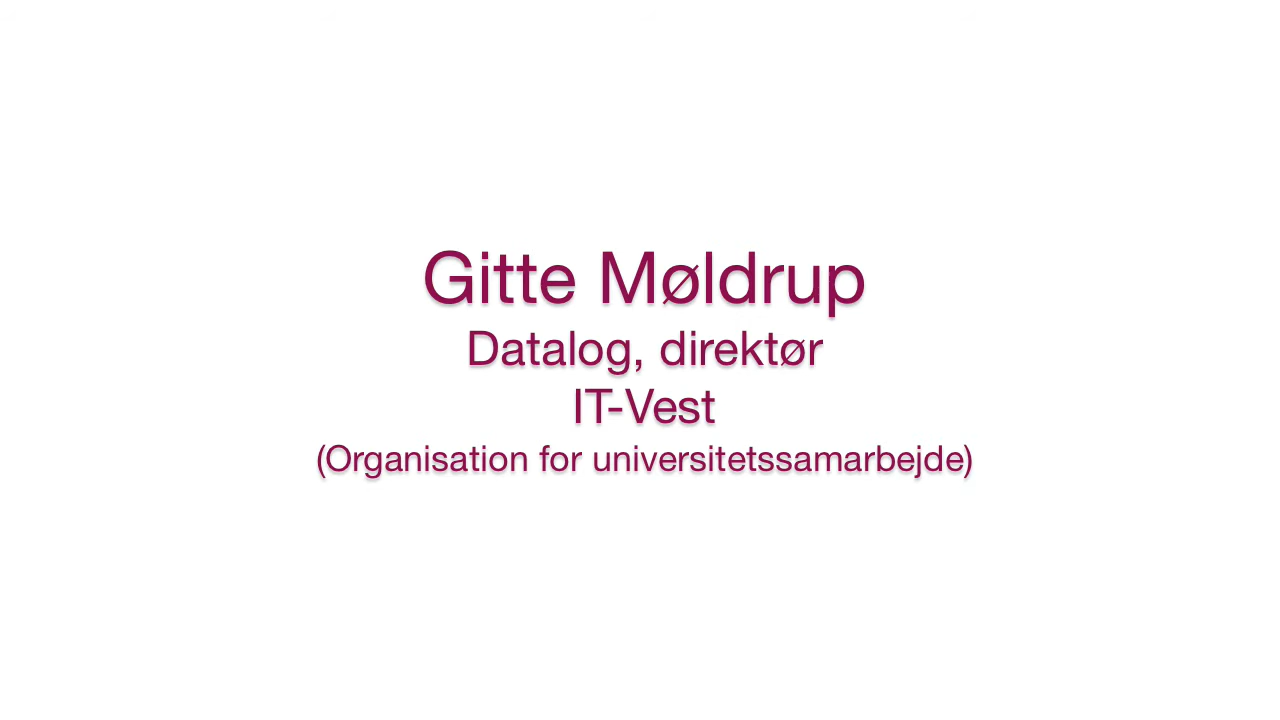 Gitte Møldrup
Datalog, direktør
IT-Vest
(Organisation for universitetssamarbejde)